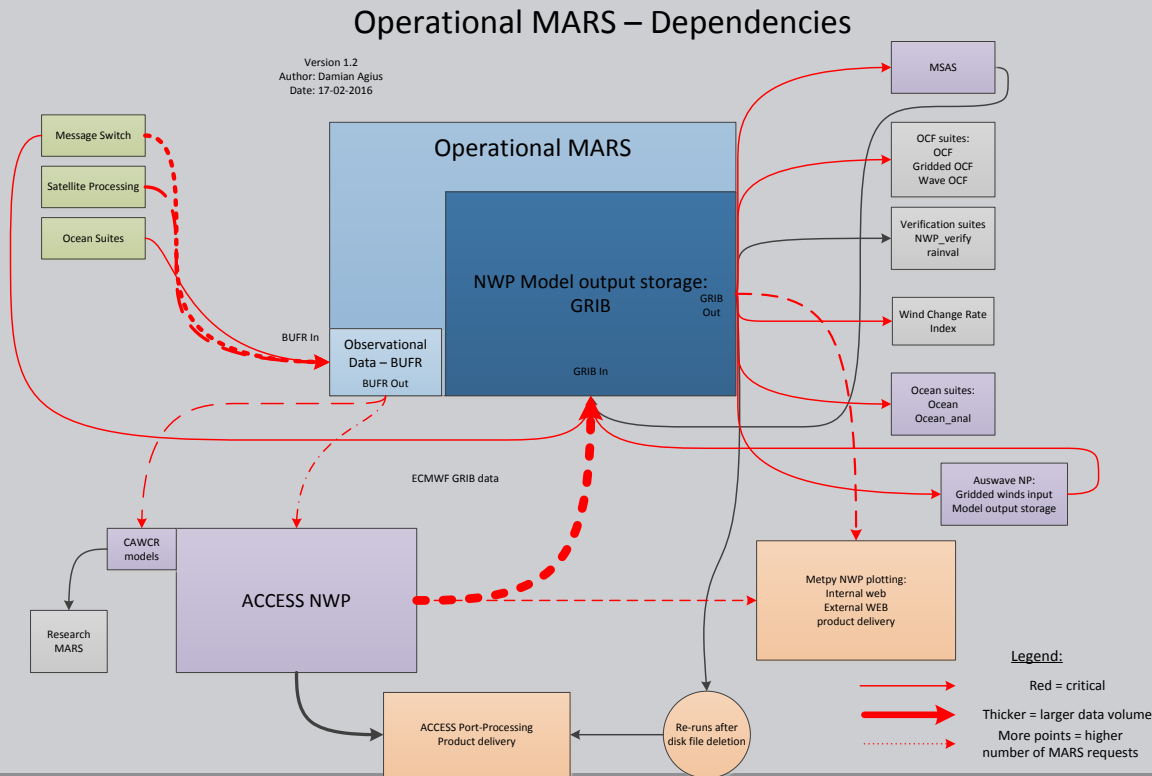 Operational MARS – Dependencies
Version 1.2
Author: Damian Agius
Date: 17-02-2016
Message Switch
Satellite Processing
Ocean Suites
Operational MARS
NWP Model output storage:
GRIB
GRIB
Out
GRIB In
BUFR In
Observational
Data – BUFR
BUFR Out
MSAS
OCF suites:
OCF
Gridded OCF
Wave OCF
Verification suites
NWP_verify
rainval
Wind Change Rate
Index
Ocean suites:
Ocean
Ocean_anal
Auswave NP:
Gridded winds input
Model output storage
ECMWF GRIB data
CAWCR
models
ACCESS NWP
Research
MARS
Metpy NWP plotting:
Internal web
External WEB
product delivery
ACCESS Port-Processing
Product delivery
Re-runs after
disk file deletion
Legend:
Red = critical
Thicker = larger data volume
More points = higher
number of MARS requests